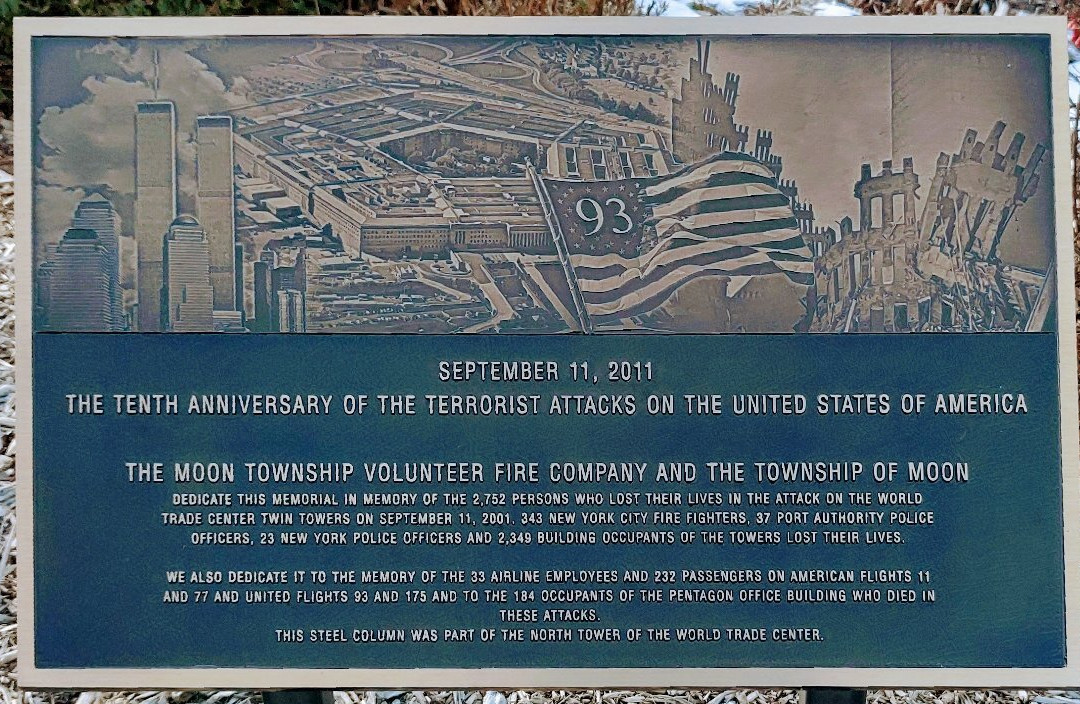 93
SEPTEMBER 11, 2011
THE TENTH ANNIVERSARY OF THE TERRORIST ATTACKS ON THE UNITED STATES OF AMERICA
THE MOON TOWNSHIP VOLUNTEER FIRE COMPANY AND THE TOWNSHIP OF MOON
DEDICATE THIS MEMORIAL IN MEMORY OF THE 2,752 PERSONS WHO LOST THEIR LIVES IN THE ATTACK ON THE WORLD
TRADE CENTER TWIN TOWERS ON SEPTEMBER 11, 2001. 343 NEW YORK CITY FIRE FIGHTERS, 37 PORT AUTHORITY POLICE
OFFICERS, 23 NEW YORK POLICE OFFICERS AND 2,349 BUILDING OCCUPANTS OF THE TOWERS LOST THEIR LIVES.
WE ALSO DEDICATE IT TO THE MEMORY OF THE 33 AIRLINE EMPLOYEES AND 232 PASSENGERS ON AMERICAN FLIGHTS 11
AND 77 AND UNITED FLIGHTS 93 AND 175 AND TO THE 184 OCCUPANTS OF THE PENTAGON OFFICE BUILDING WHO DIED IN
THESE ATTACKS.
THIS STEEL COLUMN WAS PART OF THE NORTH TOWER OF THE WORLD TRADE CENTER.